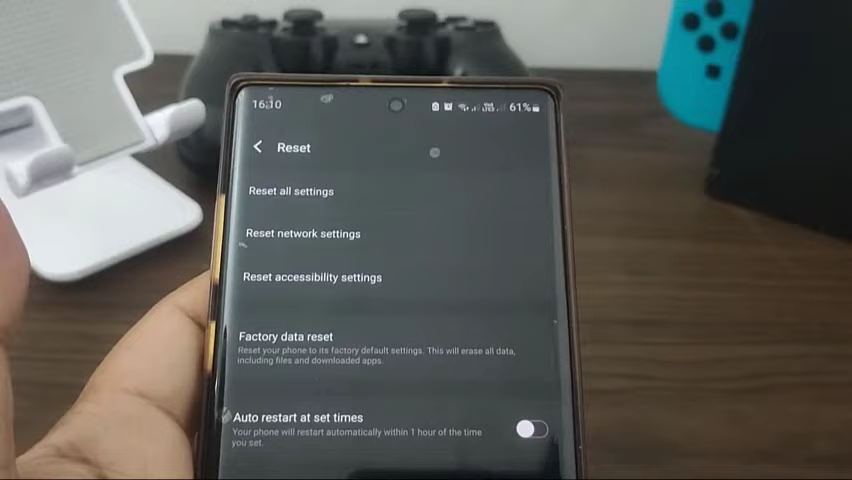 16:10
61%
Reset
Reset all settings
Reset network settings
Reset accessibility settings
Factory data reset
Reset your phone to its factory default settings. This will erase all data,
including files and downloaded apps.
Auto restart at set times
Your phone will restart automatically within 1 hour of the time
you set.